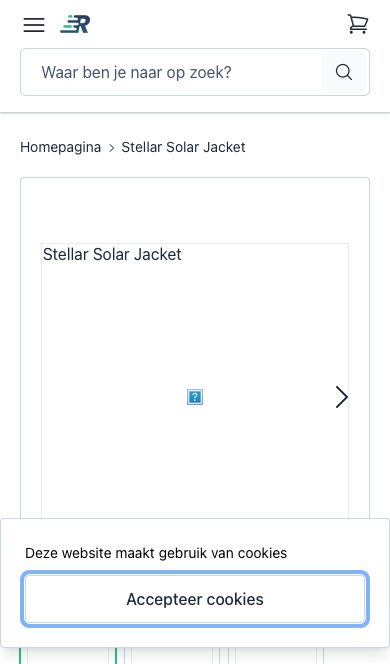 R
Waar ben je naar op zoek?
Homepagina > Stellar Solar Jacket
Stellar Solar Jacket
?
Deze website maakt gebruik van cookies
Accepteer cookies